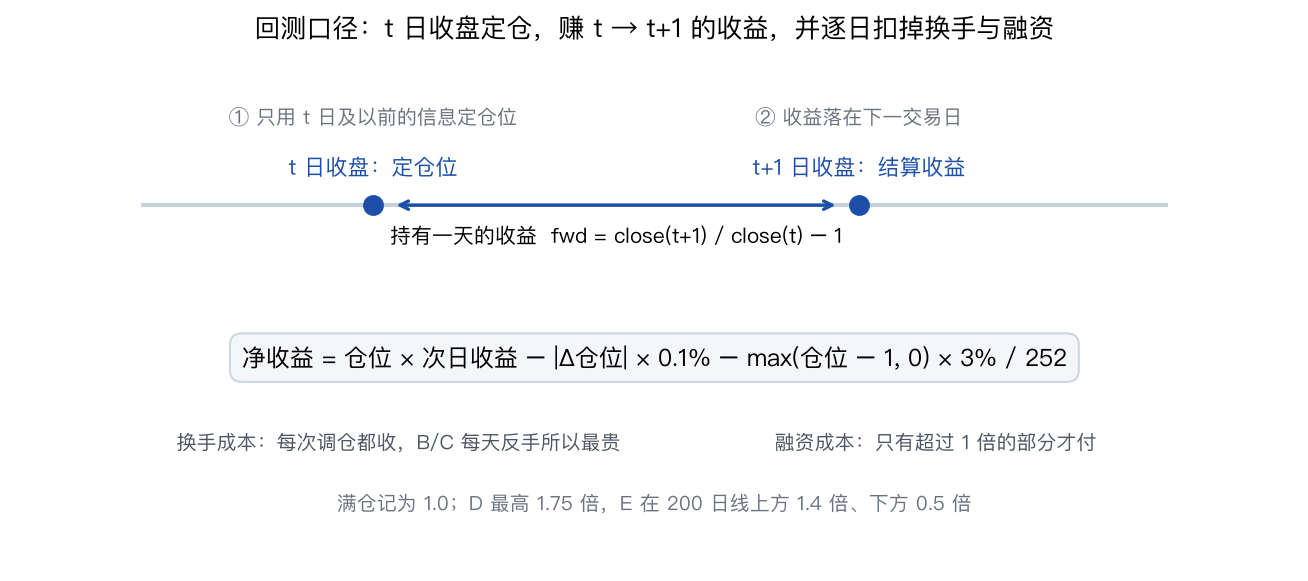 回测口径：t 日收盘定仓，赚 t → t+1 的收益，并逐日扣掉换手与融资
① 只用 t 日及以前的信息定仓位
② 收益落在下一交易日
t 日收盘：定仓位
t+1 日收盘：结算收益
持有一天的收益 fwd = close(t+1) / close(t) − 1
净收益 = 仓位 × 次日收益 − |Δ仓位| × 0.1% − max(仓位 − 1, 0) × 3% / 252
换手成本：每次调仓都收，B/C 每天反手所以最贵
融资成本：只有超过 1 倍的部分才付
满仓记为 1.0；D 最高 1.75 倍，E 在 200 日线上方 1.4 倍、下方 0.5 倍